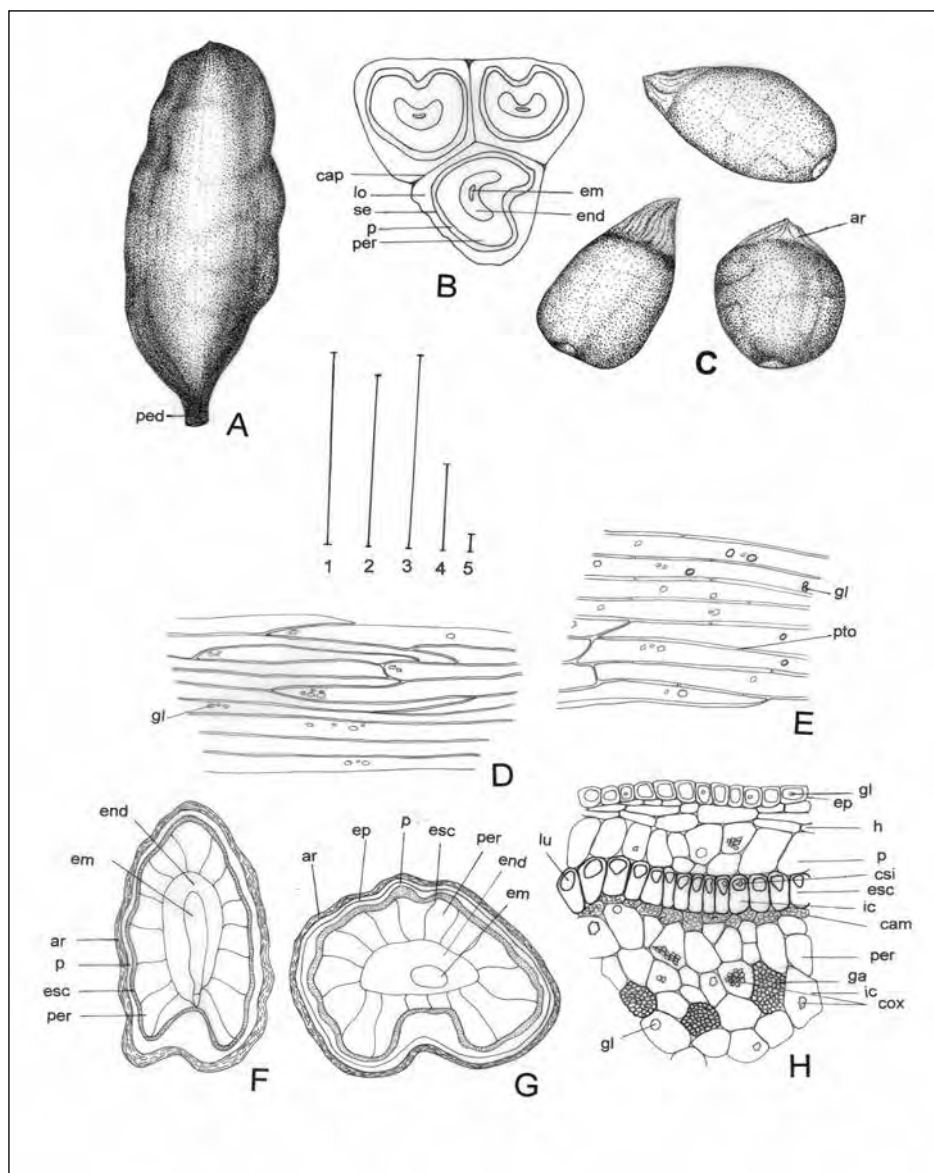 ped
A
cap
lo
se
p
per
em
end
B
ar
C
1 2 3 4 5
gl
D
gl
pto
E
end
em
ar
p
esc
per
F
ar
ep
p
esc
per
end
em
G
lu
gl
gl
ep
h
p
csi
esc
ic
cam
per
ga
ic
cox
H